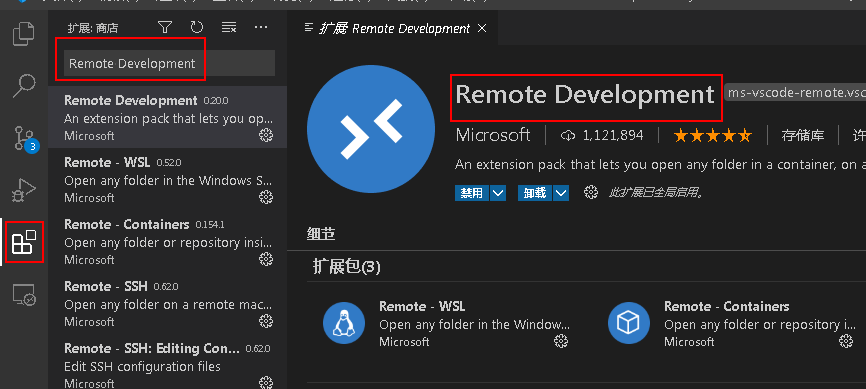 扩展: 商店
Remote Development
Remote Development 0.20.0
An extension pack that lets you op...
Microsoft
Remote - WSL 0.52.0
Open any folder in the Windows S...
Microsoft
Remote - Containers 0.154.1
Open any folder or repository insi...
Microsoft
Remote - SSH 0.62.0
Open any folder on a remote mac...
Microsoft
Remote - SSH: Editing Con... 0.62.0
Edit SSH configuration files
Microsoft
3
扩展 Remote Development
Remote Development ms-vscode-remote.vsc
Microsoft 1,121,894 存储库 许
An extension pack that lets you open any folder in a container, on a
禁用 卸载 此扩展已全局启用。
细节
扩展包(3)
Remote - WSL
Open any folder in the Window...
Microsoft
Remote - Containers
Open any folder or repository i...
Microsoft